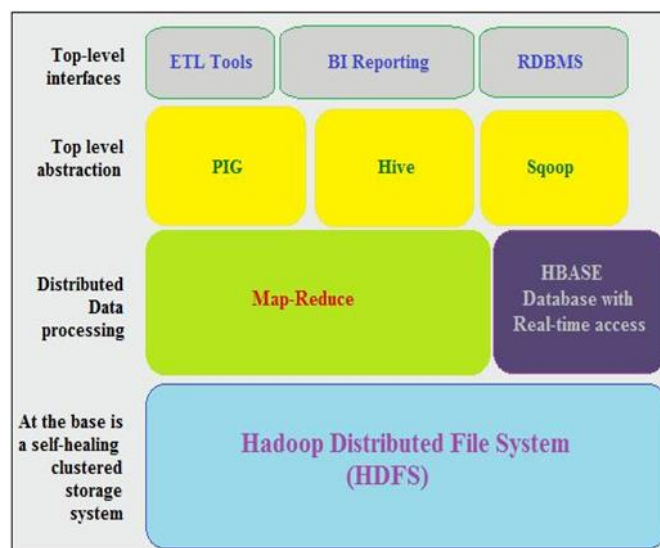 Top-level
interfaces
ETL Tools
BI Reporting
RDBMS
Top level
abstraction
PIG
Hive
Sqoop
Distributed
Data
processing
Map-Reduce
HBASE
Database with
Real-time access
At the base is
a self-healing
clustered
storage
system
Hadoop Distributed File System
(HDFS)